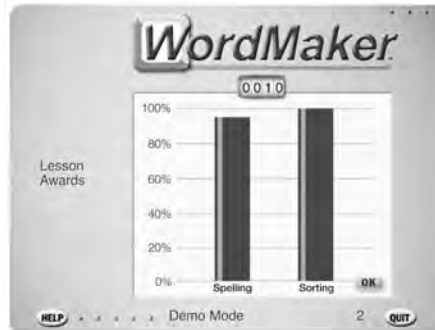 WordMaker
0010
100%
80%
60%
40%
20%
0%
Spelling Sorting
OK
Lesson
Awards
HELP Demo Mode 2 QUIT